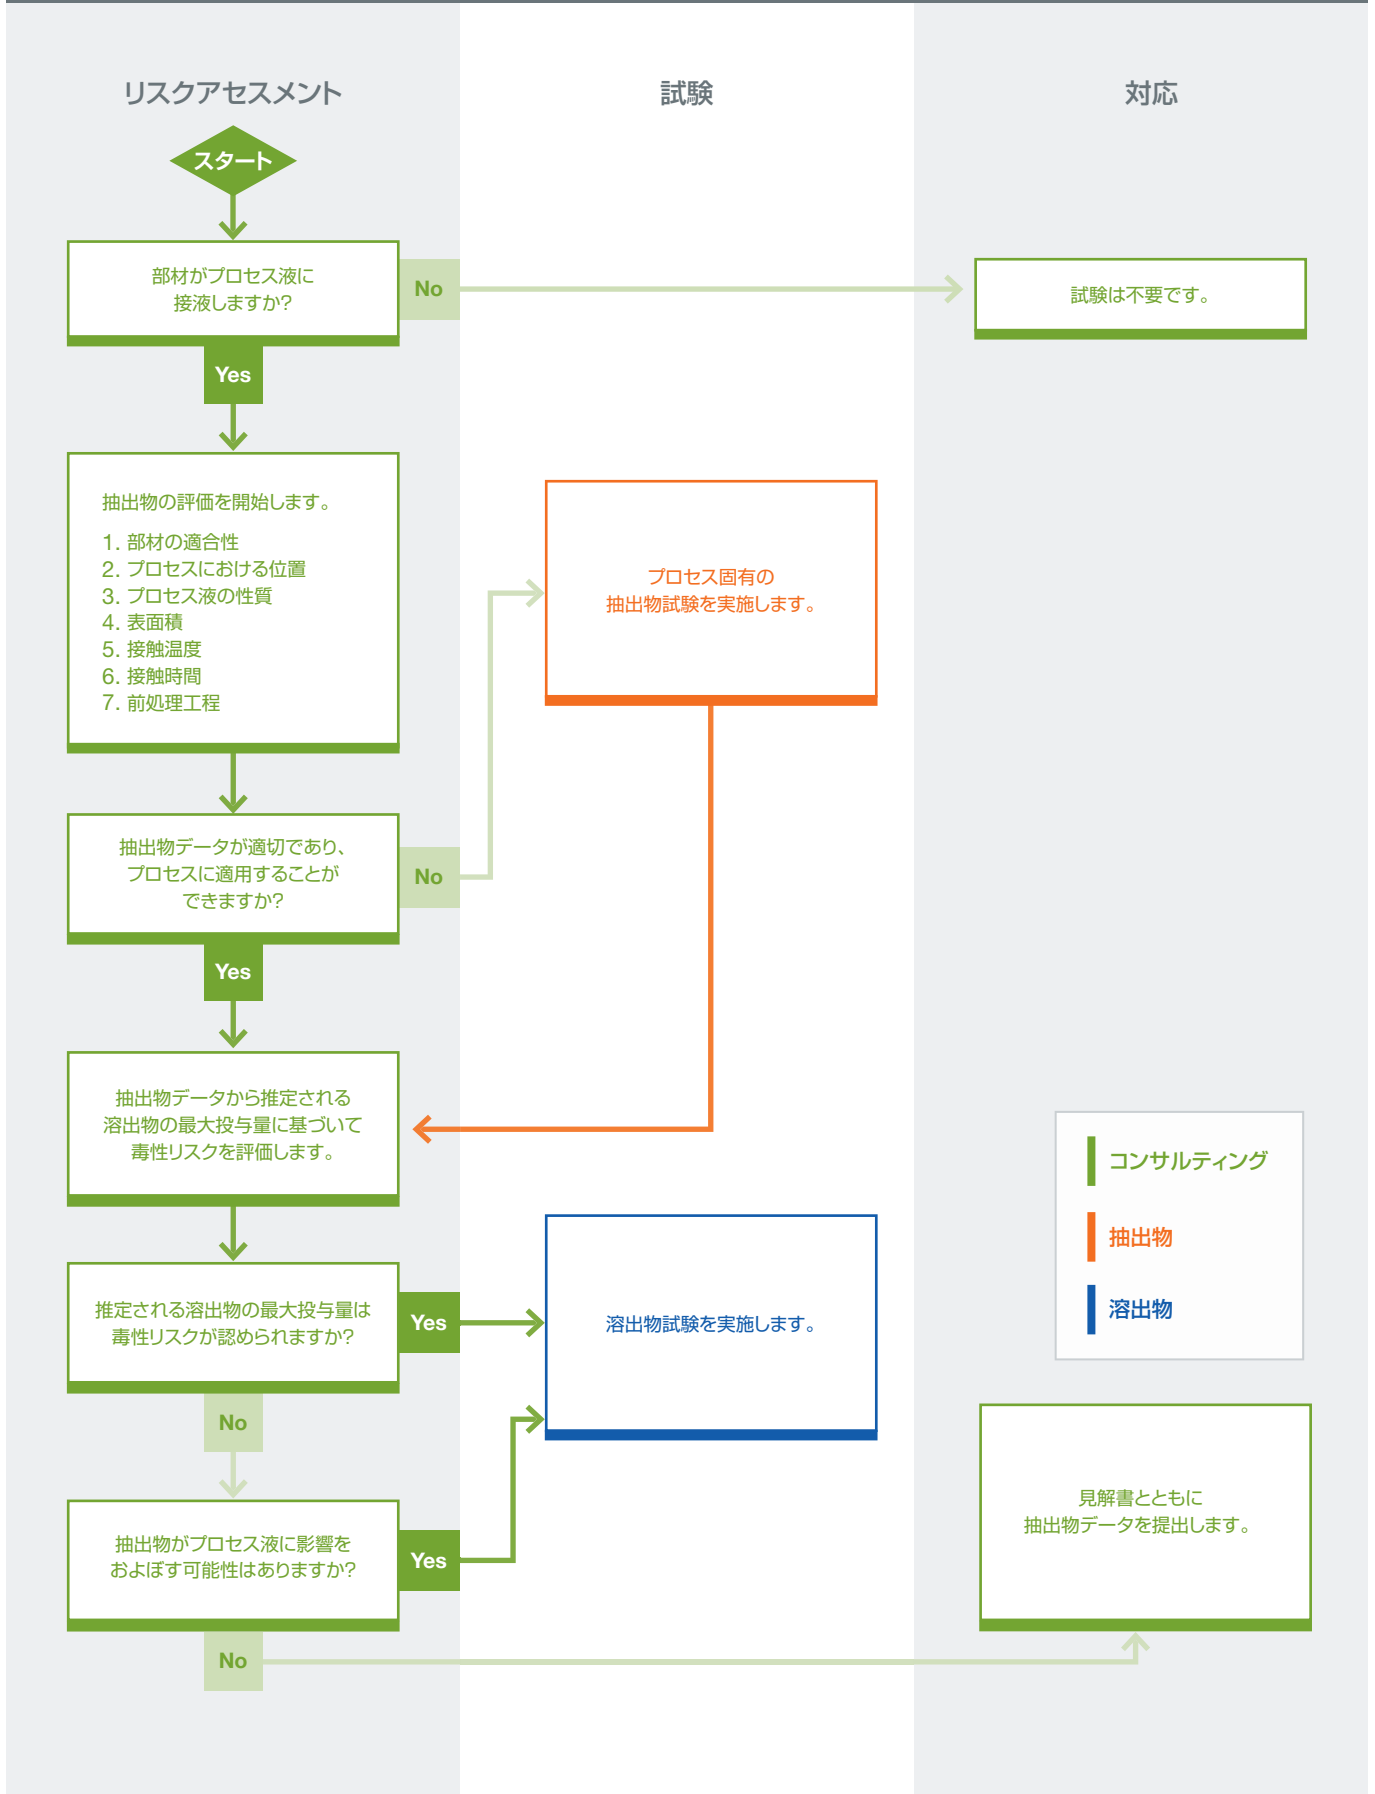 リスクアセスメント
試験
対応
スタート
部材がプロセス液に
接液しますか?
No
試験は不要です。
Yes
抽出物の評価を開始します。
1. 部材の適合性
2. プロセスにおける位置
3. プロセス液の性質
4. 表面積
5. 接触温度
6. 接触時間
7. 前処理工程
プロセス固有の
抽出物試験を実施します。
抽出物データが適切であり、
プロセスに適用することが
できますか?
No
Yes
抽出物データから推定される
溶出物の最大投与量に基づいて
毒性リスクを評価します。
コンサルティング
抽出物
溶出物
推定される溶出物の最大投与量は
毒性リスクが認められますか?
Yes
溶出物試験を実施します。
No
抽出物がプロセス液に影響を
およぼす可能性はありますか?
Yes
見解書とともに
抽出物データを提出します。
No